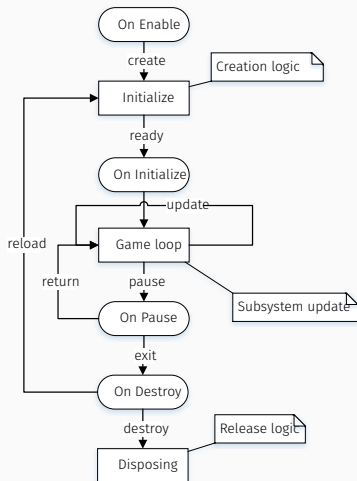 On Enable
create
Creation logic
Initialize
ready
On Initialize
update
reload
Game loop
return
pause
Subsystem update
On Pause
exit
On Destroy
destroy
Release logic
Disposing